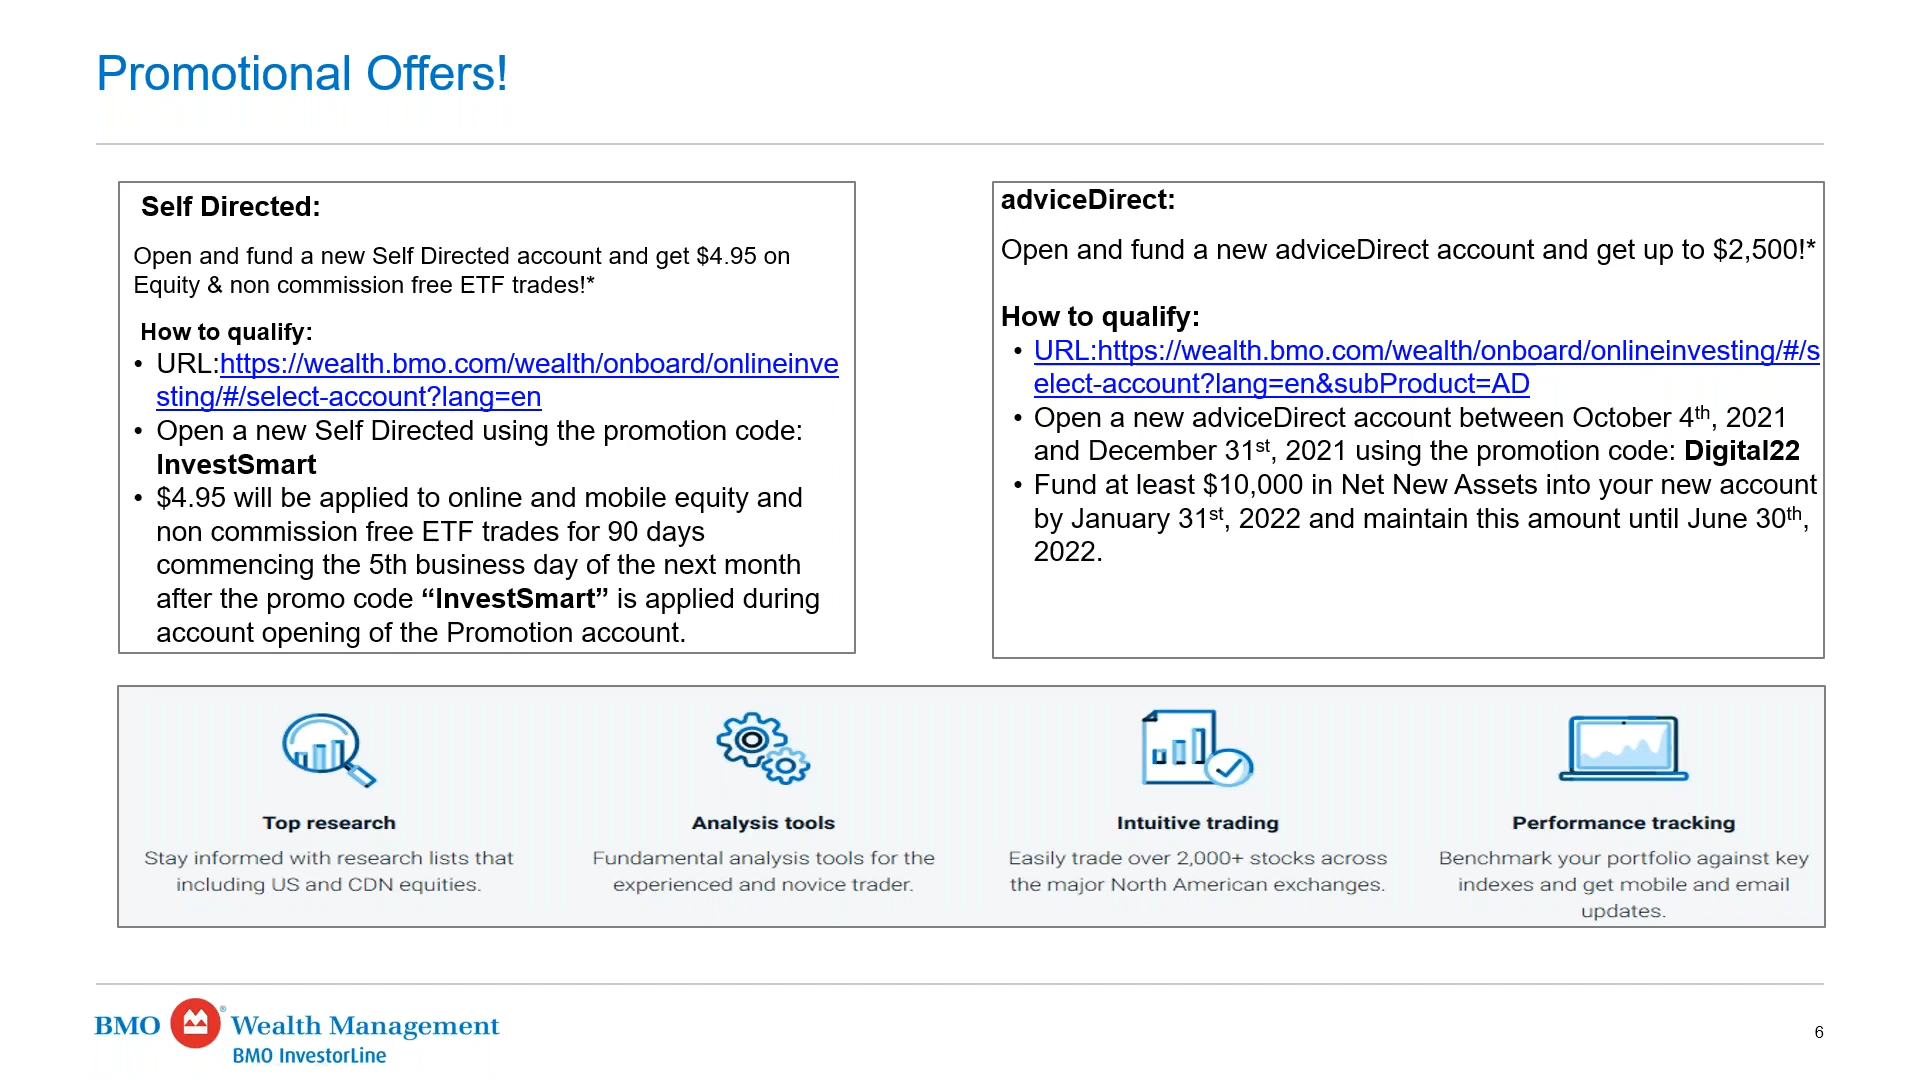 Promotional Offers!
Self Directed:
Open and fund a new Self Directed account and get $4.95 on
Equity & non commission free ETF trades!*
How to qualify:
• URL:https://wealth.bmo.com/wealth/onboard/onlineinve
sting/#/select-account?lang=en
• Open a new Self Directed using the promotion code:
InvestSmart
• $4.95 will be applied to online and mobile equity and
non commission free ETF trades for 90 days
commencing the 5th business day of the next month
after the promo code “InvestSmart” is applied during
account opening of the Promotion account.
adviceDirect:
Open and fund a new adviceDirect account and get up to $2,500!*
How to qualify:
• URL:https://wealth.bmo.com/wealth/onboard/onlineinvesting/#/s
elect-account?lang=en&subProduct=AD
• Open a new adviceDirect account between October 4th, 2021
and December 31st, 2021 using the promotion code: Digital22
• Fund at least $10,000 in Net New Assets into your new account
by January 31st, 2022 and maintain this amount until June 30th,
2022.
Top research
Stay informed with research lists that
including US and CDN equities.
Analysis tools
Fundamental analysis tools for the
experienced and novice trader.
Intuitive trading
Easily trade over 2,000+ stocks across
the major North American exchanges.
Performance tracking
Benchmark your portfolio against key
indexes and get mobile and email
updates.
BMO ® Wealth Management
BMO InvestorLine
6